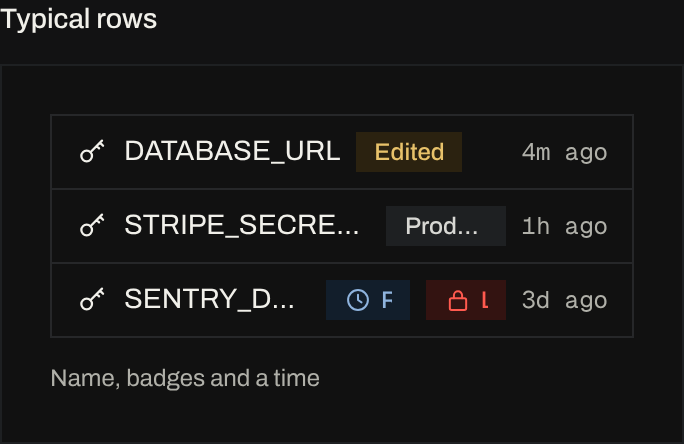 Typical rows
DATABASE_URL Edited 4m ago
STRIPE_SECRE... Prod... 1h ago
SENTRY_D... 3d ago
Name, badges and a time